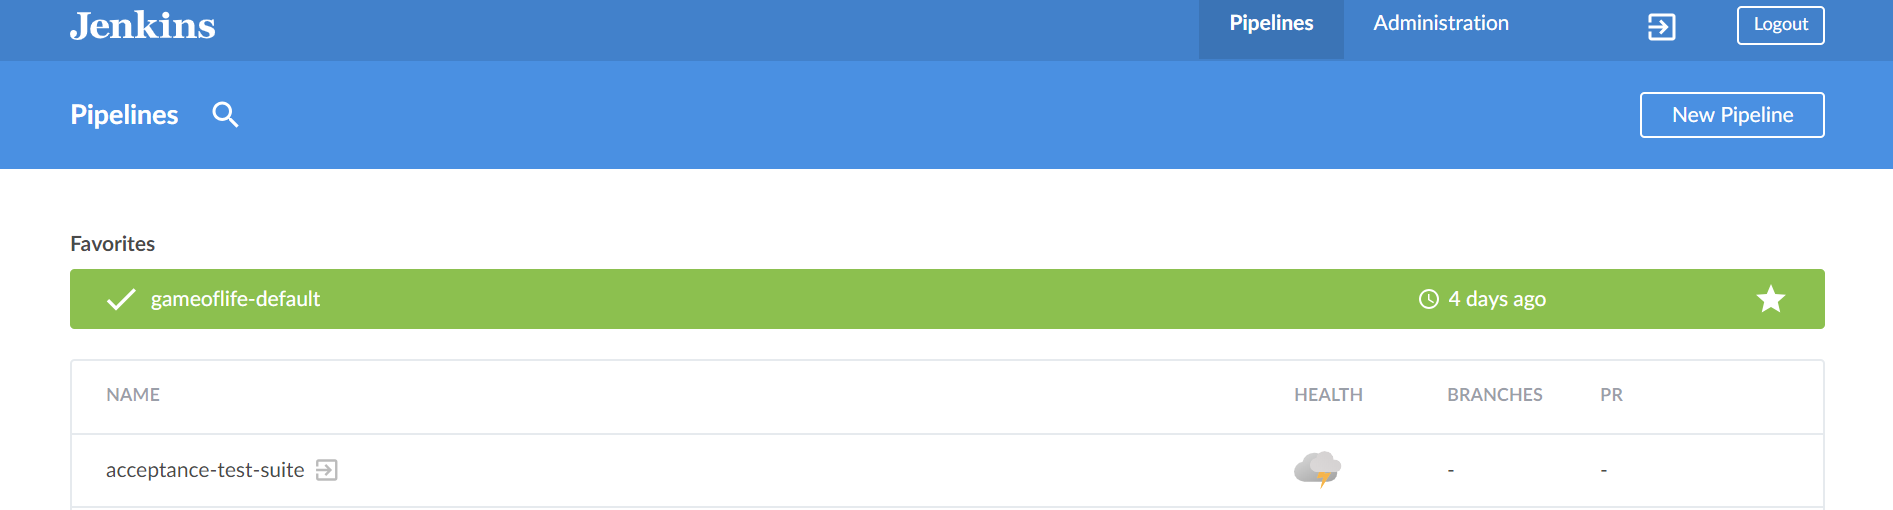 Jenkins Pipelines Administration Logout
Pipelines New Pipeline
Favorites
gameoflife-default 4 days ago
NAME HEALTH BRANCHES PR
acceptance-test-suite - -